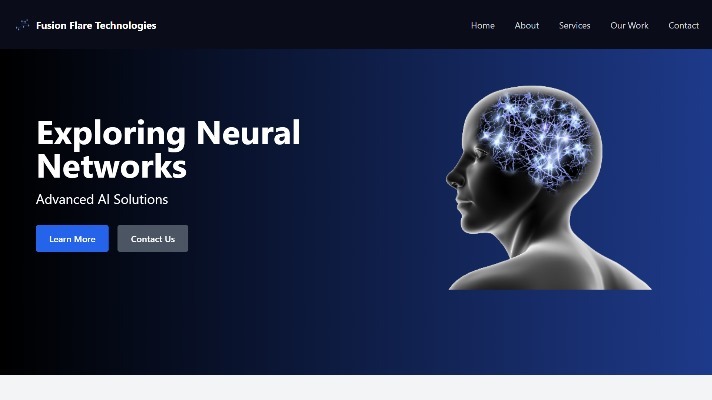 Fusion Flare Technologies
Home About Services Our Work Contact
Exploring Neural
Networks
Advanced AI Solutions
Learn More Contact Us